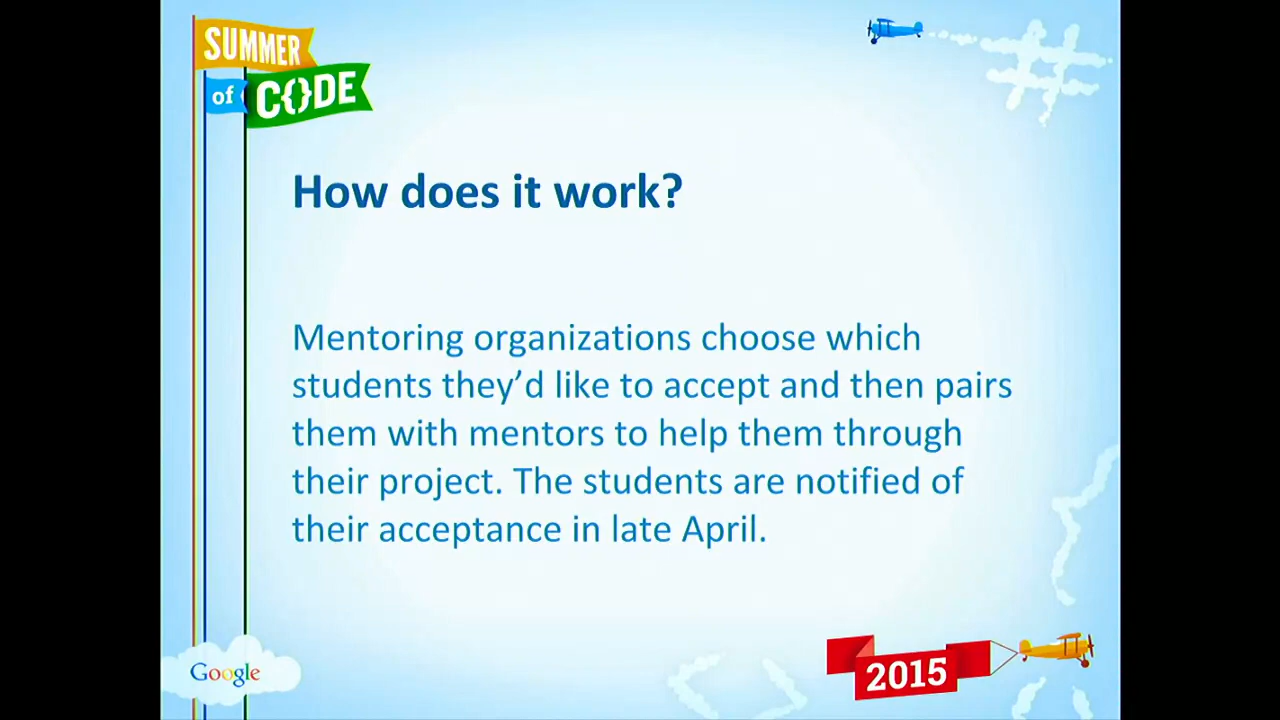 SUMMER
of C{}DE
How does it work?
Mentoring organizations choose which
students they’d like to accept and then pairs
them with mentors to help them through
their project. The students are notified of
their acceptance in late April.
Google
2015